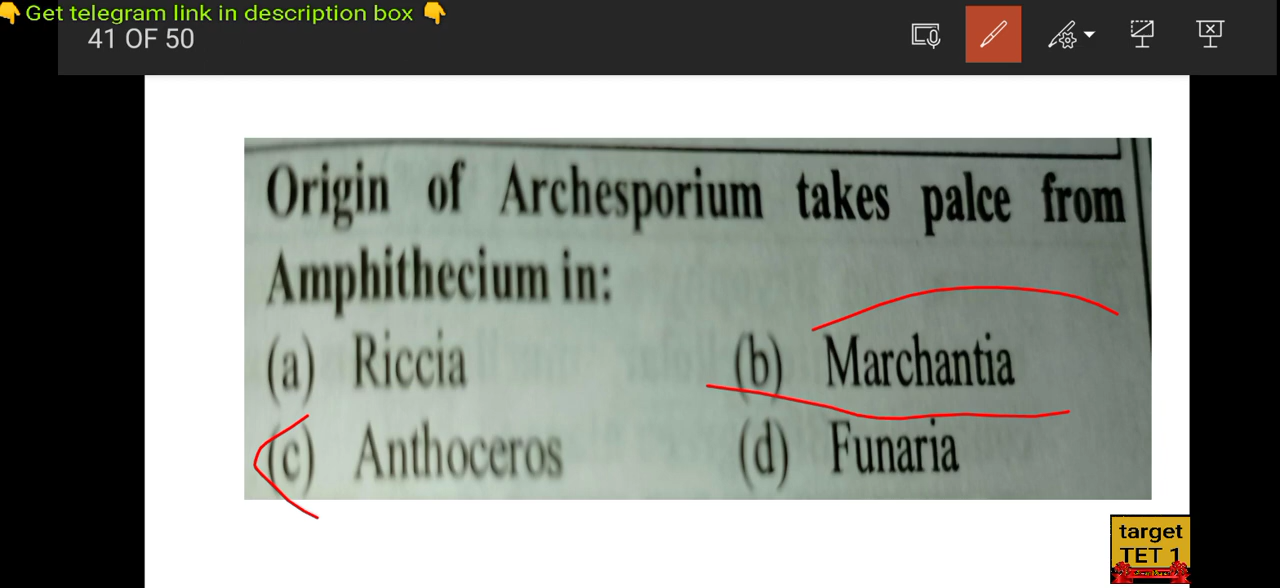 👇 Get telegram link in description box 👇
41 OF 50
Origin of Archesporium takes palce from
Amphithecium in:
(a) Riccia (b) Marchantia
(c) Anthoceros (d) Funaria
target
TET 1